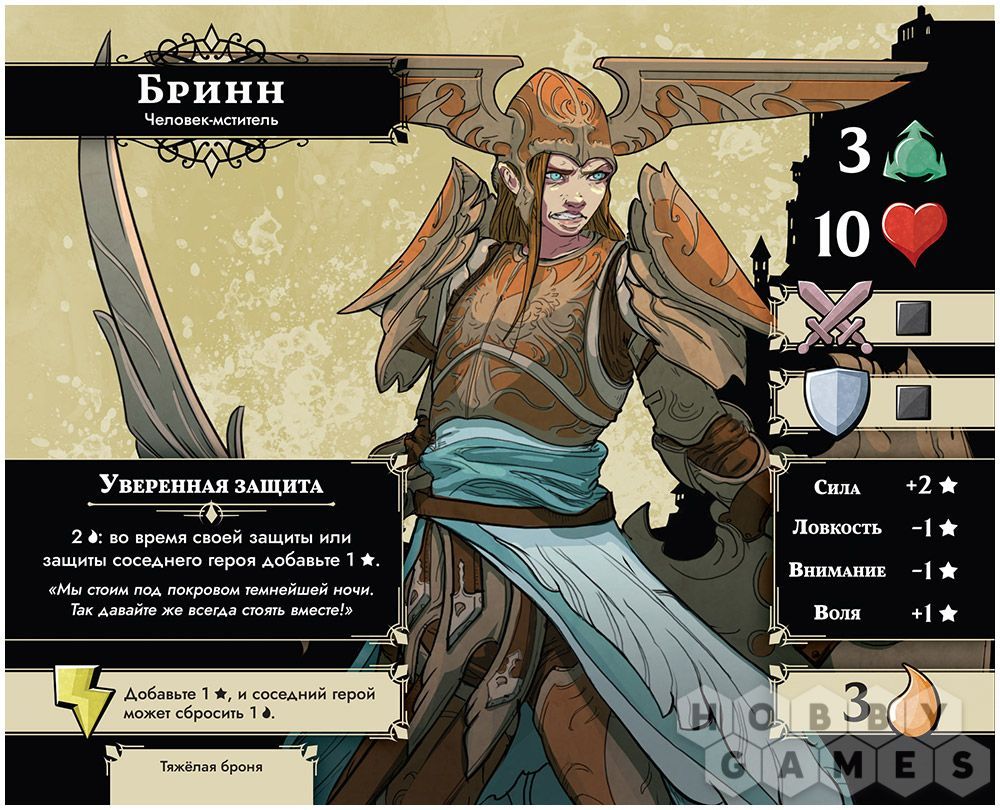 Бринн
Человек-мститель
3
10
Уверенная защита
2 : во время своей защиты или
защиты соседнего героя добавьте 1 ★.
«Мы стоим под покровом темнейшей ночи.
Так давайте же всегда стоять вместе!»
Сила +2 ★
Ловкость -1 ★
Внимание -1 ★
Воля +1 ★
Добавьте 1 ★, и соседний герой
может сбросить 1 .
3
Тяжёлая броня
HOBBY
GAMES